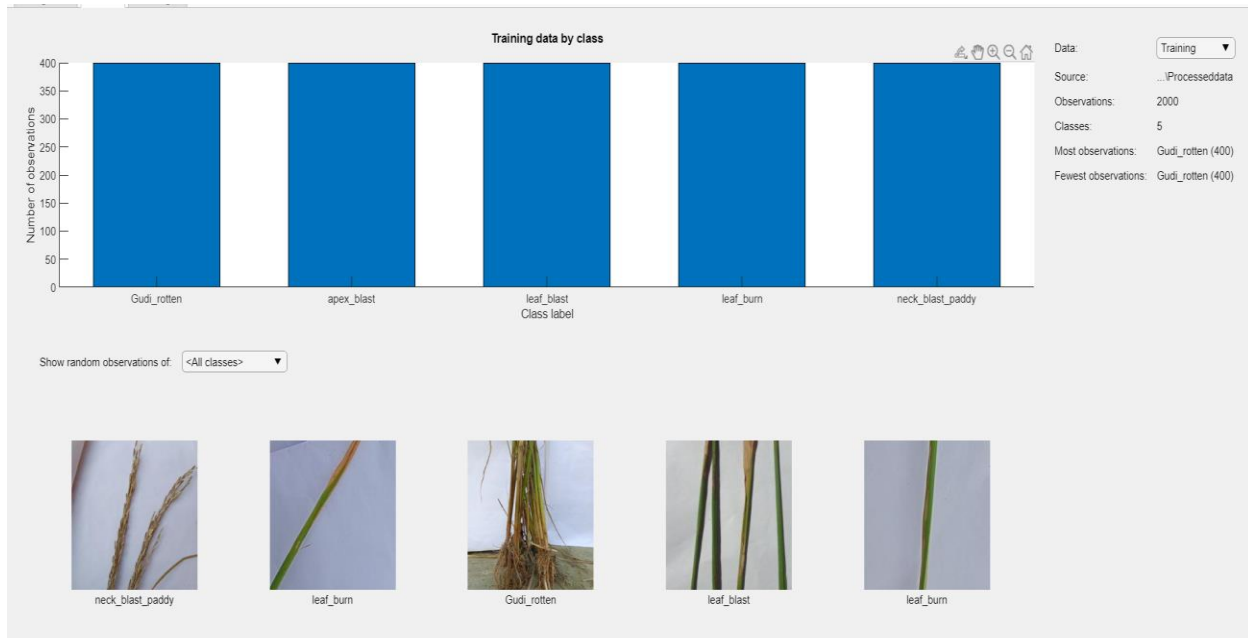 Training data by class
Number of observations
400
350
300
250
200
150
100
50
0
Gudi_rotten apex_blast leaf_blast leaf_burn neck_blast_paddy
Class label
Data: Training
Source: ...\Processeddata
Observations: 2000
Classes: 5
Most observations: Gudi_rotten (400)
Fewest observations: Gudi_rotten (400)
Show random observations of: <All classes>
neck_blast_paddy leaf_burn Gudi_rotten leaf_blast leaf_burn